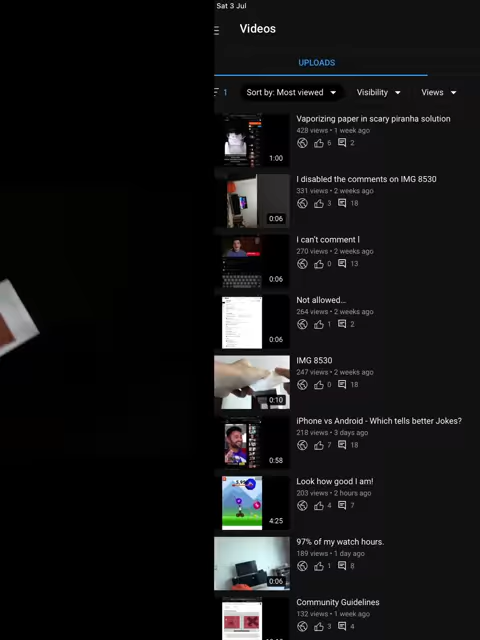 Sat 3 Jul
Videos
UPLOADS
1 Sort by: Most viewed Visibility Views
Vaporizing paper in scary piranha solution
428 views • 1 week ago
6 2
1:00
I disabled the comments on IMG 8530
331 views • 2 weeks ago
3 18
0:06
I can't comment l
270 views • 2 weeks ago
0 13
0:06
Not allowed...
264 views • 2 weeks ago
1 2
0:06
IMG 8530
247 views • 2 weeks ago
0 18
0:10
iPhone vs Android - Which tells better Jokes?
218 views • 3 days ago
7 18
0:58
Look how good I am!
203 views • 2 hours ago
4 7
4:25
97% of my watch hours.
189 views • 1 day ago
1 8
0:06
Community Guidelines
132 views • 1 week ago
3 4